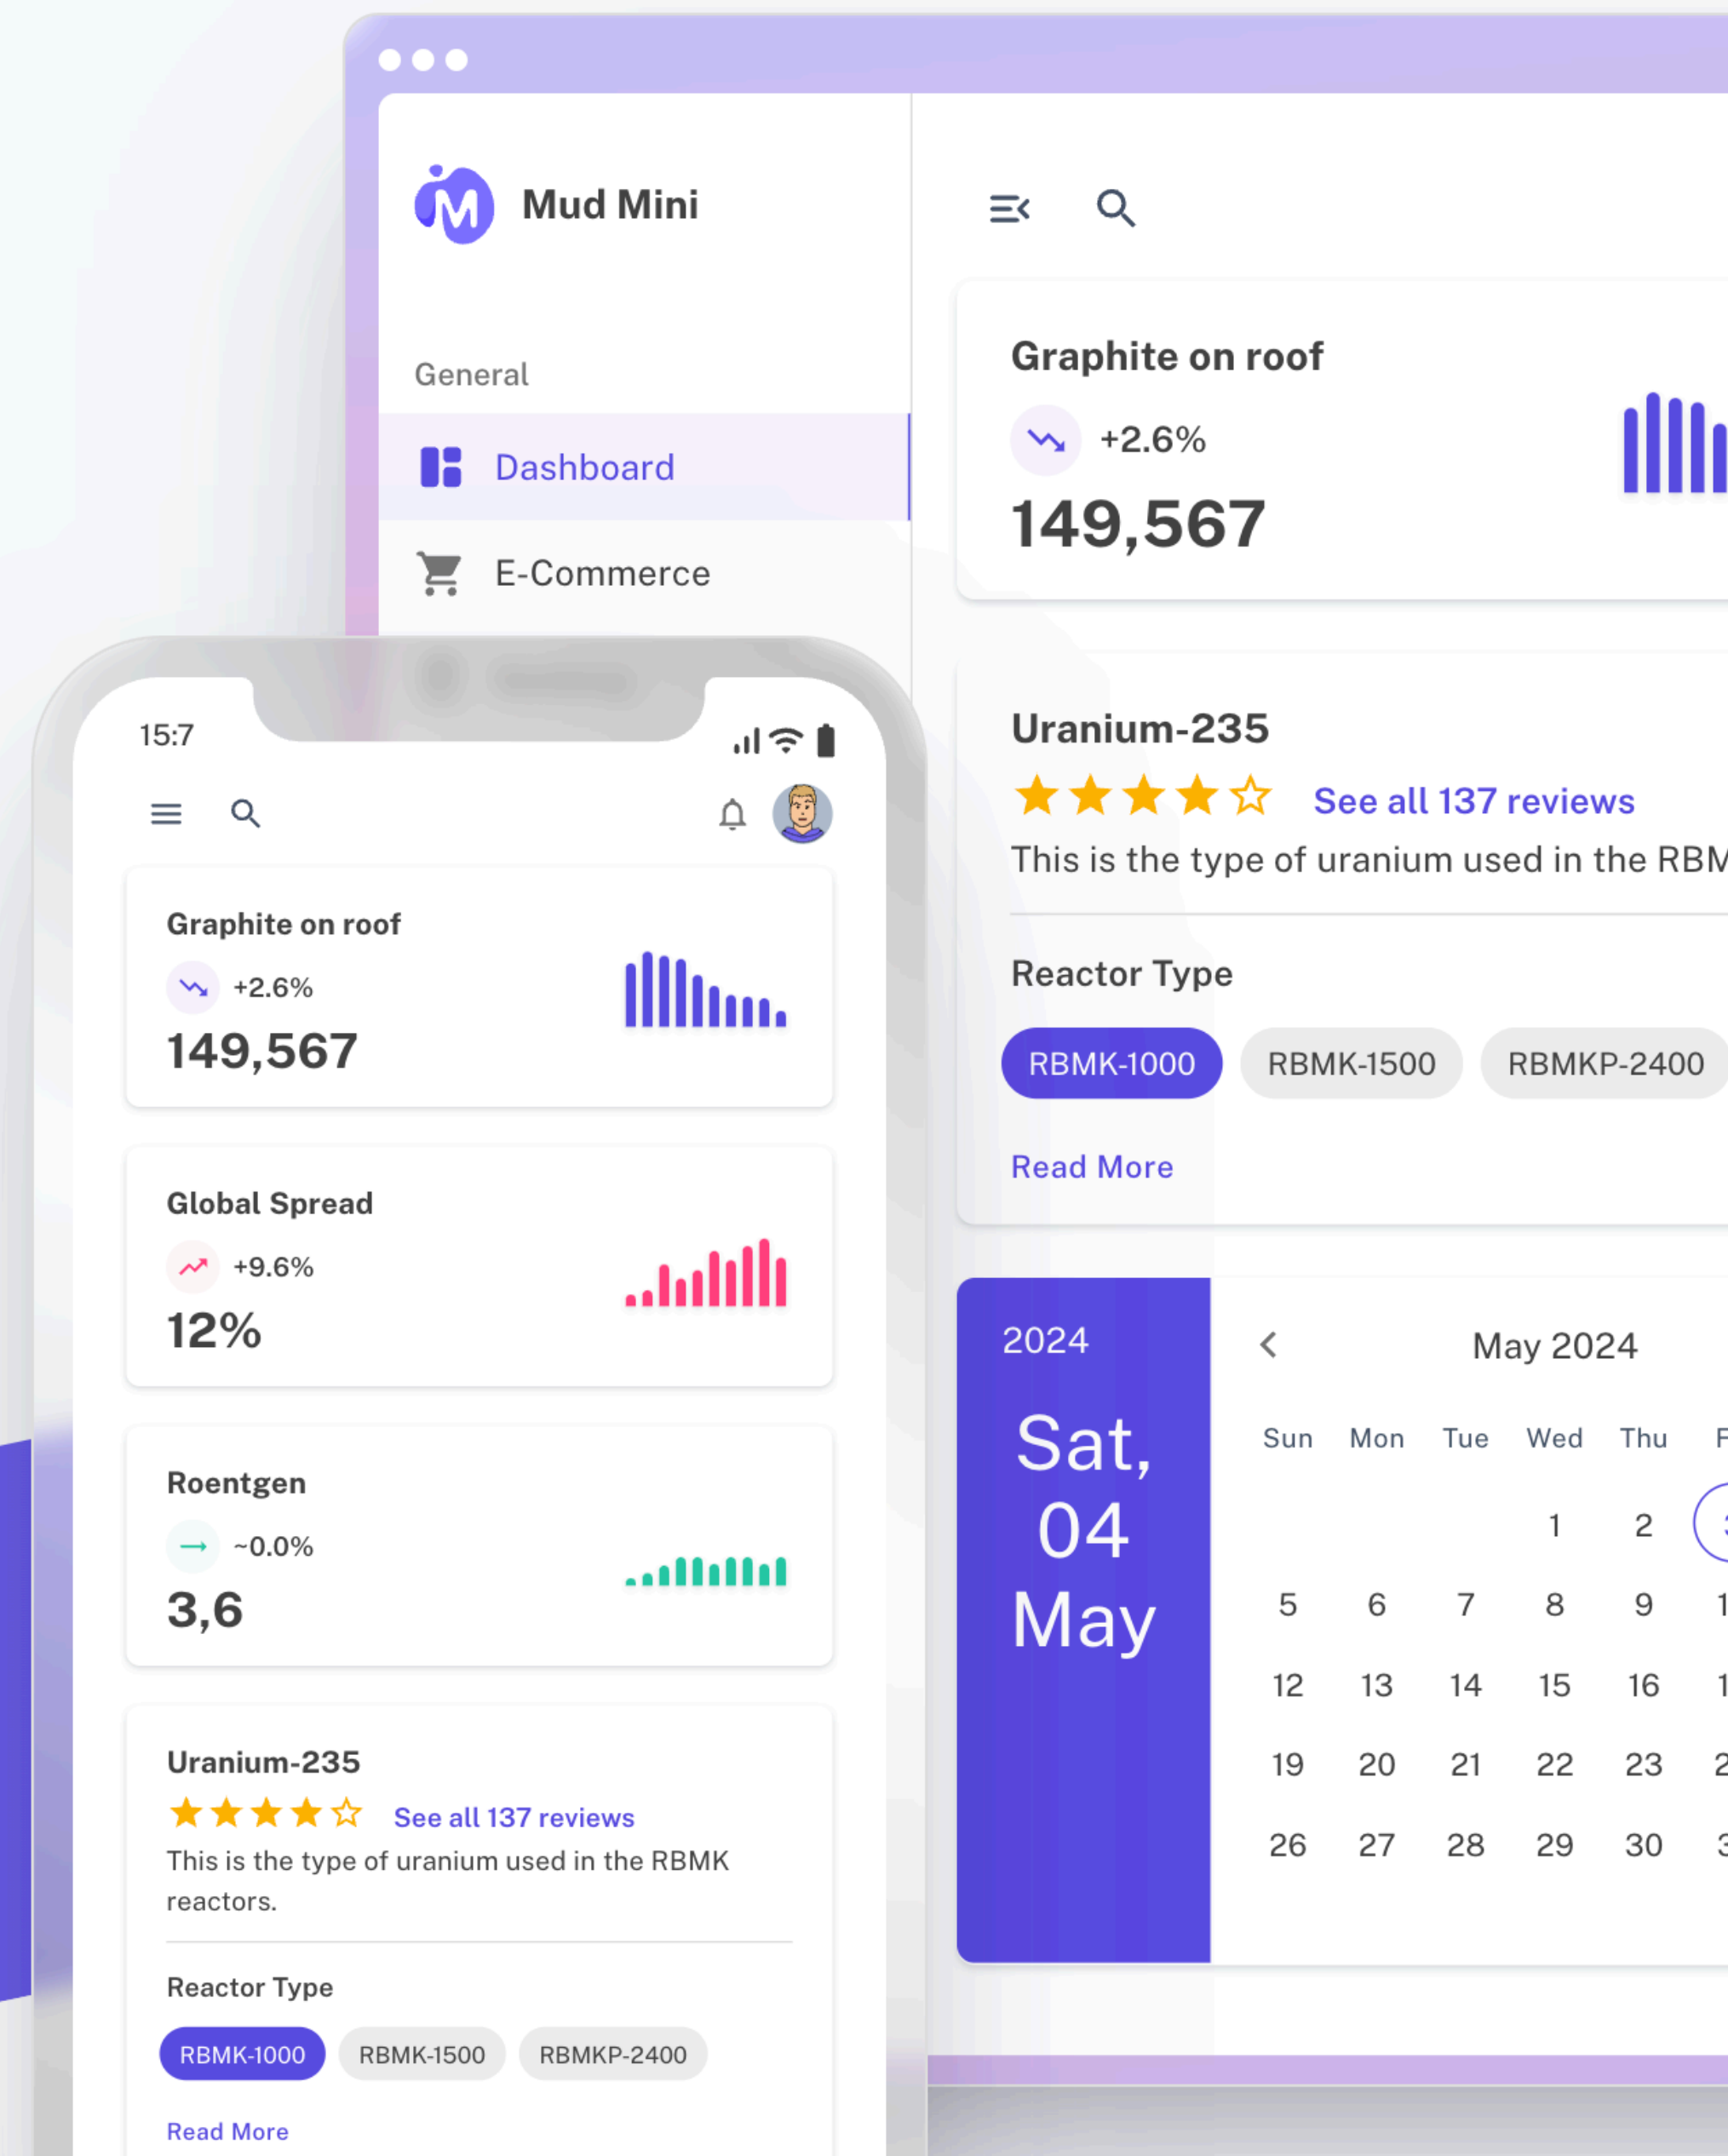 Mud Mini
General
Dashboard
E-Commerce
Graphite on roof
+2.6%
149,567
Uranium-235
See all 137 reviews
This is the type of uranium used in the RBM
Reactor Type
RBMK-1000 RBMK-1500 RBMKP-2400
Read More
2024
Sat,
04
May
May 2024
Sun Mon Tue Wed Thu F
1 2
5 6 7 8 9
12 13 14 15 16
19 20 21 22 23
26 27 28 29 30
15:7
Graphite on roof
+2.6%
149,567
Global Spread
+9.6%
12%
Roentgen
~0.0%
3,6
Uranium-235
See all 137 reviews
This is the type of uranium used in the RBMK
reactors.
Reactor Type
RBMK-1000 RBMK-1500 RBMKP-2400
Read More